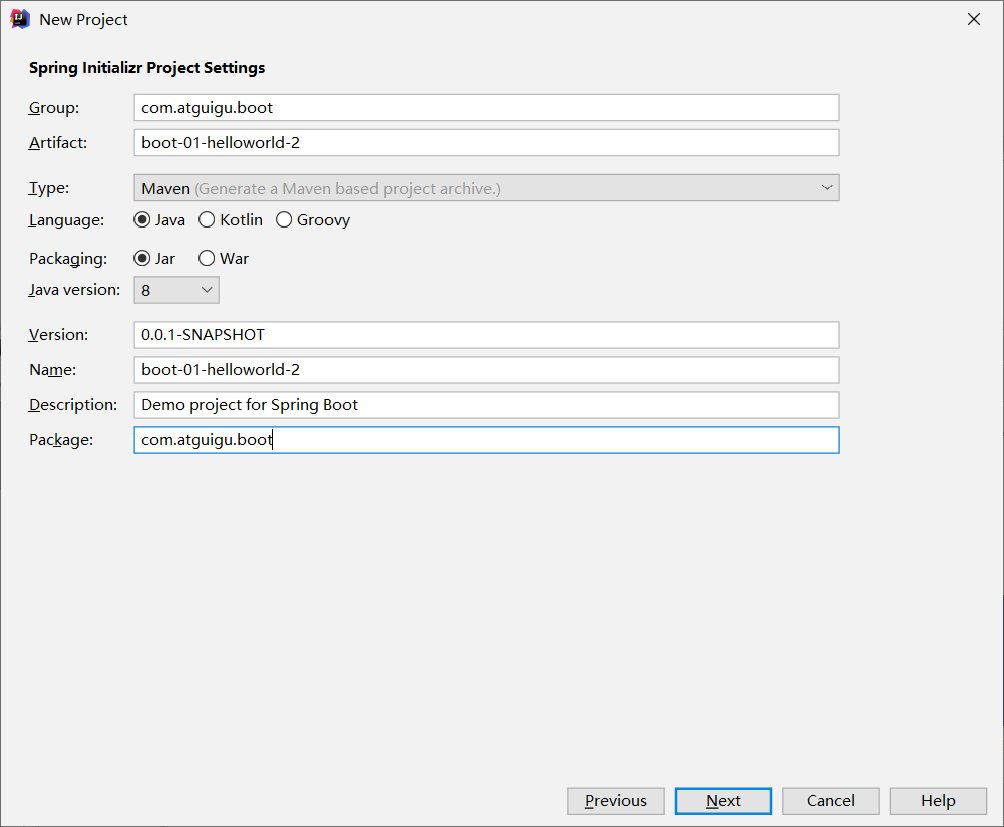 New Project
Spring Initializr Project Settings
Group: com.atguigu.boot
Artifact: boot-01-helloworld-2
Type: Maven (Generate a Maven based project archive.)
Language: Java Kotlin Groovy
Packaging: Jar War
Java version: 8
Version: 0.0.1-SNAPSHOT
Name: boot-01-helloworld-2
Description: Demo project for Spring Boot
Package: com.atguigu.boot
Previous Next Cancel Help